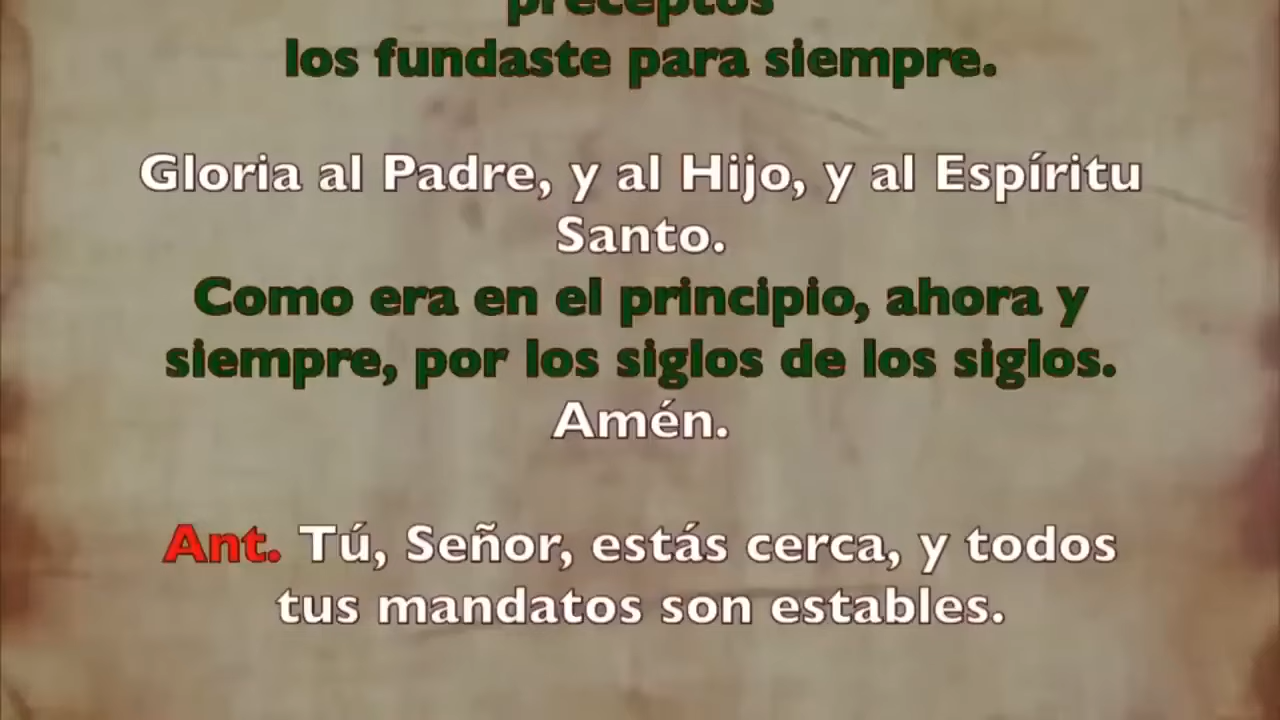 preceptos
los fundaste para siempre.
Gloria al Padre, y al Hijo, y al Espíritu
Santo.
Como era en el principio, ahora y
siempre, por los siglos de los siglos.
Amén.
Ant. Tú, Señor, estás cerca, y todos
tus mandatos son estables.